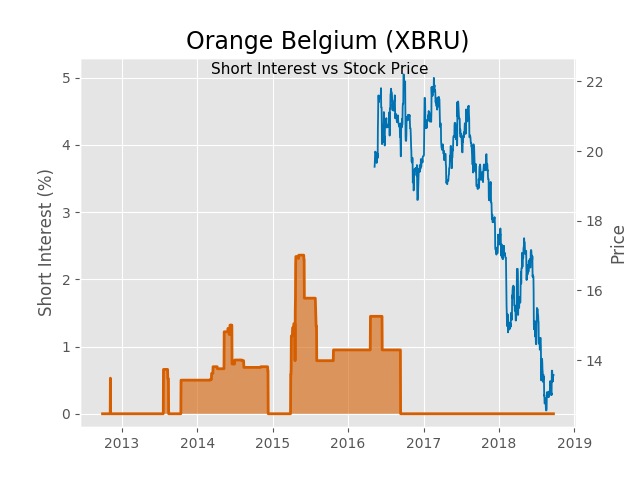 Orange Belgium (XBRU)
Short Interest vs Stock Price
Short Interest (%)
5
4
3
2
1
0
22
20
18
16
14
Price
2013 2014 2015 2016 2017 2018 2019